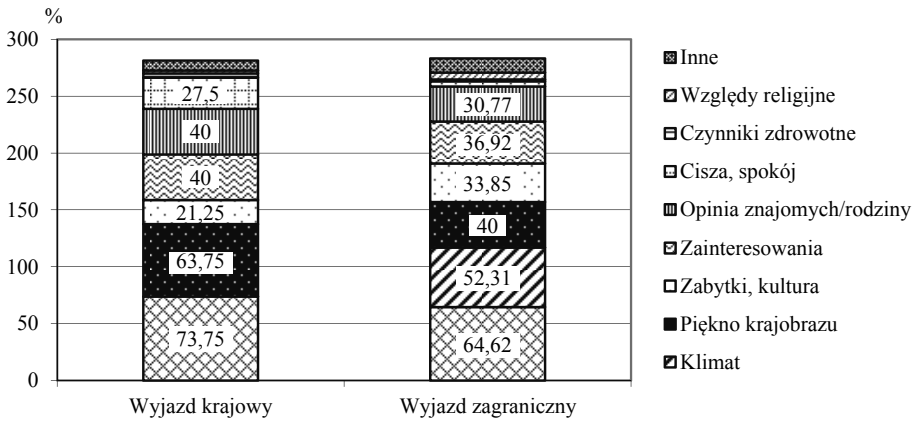 %
300
250
200
150
100
50
0
27,5
40
40
21,25
63,75
73,75
30,77
36,92
33,85
40
52,31
64,62
Wyjazd krajowy
Wyjazd zagraniczny
Inne
Względy religijne
Czynniki zdrowotne
Cisza, spokój
Opinia znajomych/rodziny
Zainteresowania
Zabytki, kultura
Piękno krajobrazu
Klimat